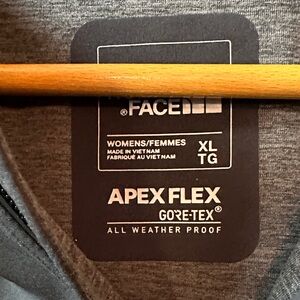 ®FACE
WOMENS/FEMMES
XL
MADE IN VIETNAM
TG
FABRIQUÉ AU VIETNAM
APEX FLEX
GORE-TEX®
ALL WEATHER PROOF